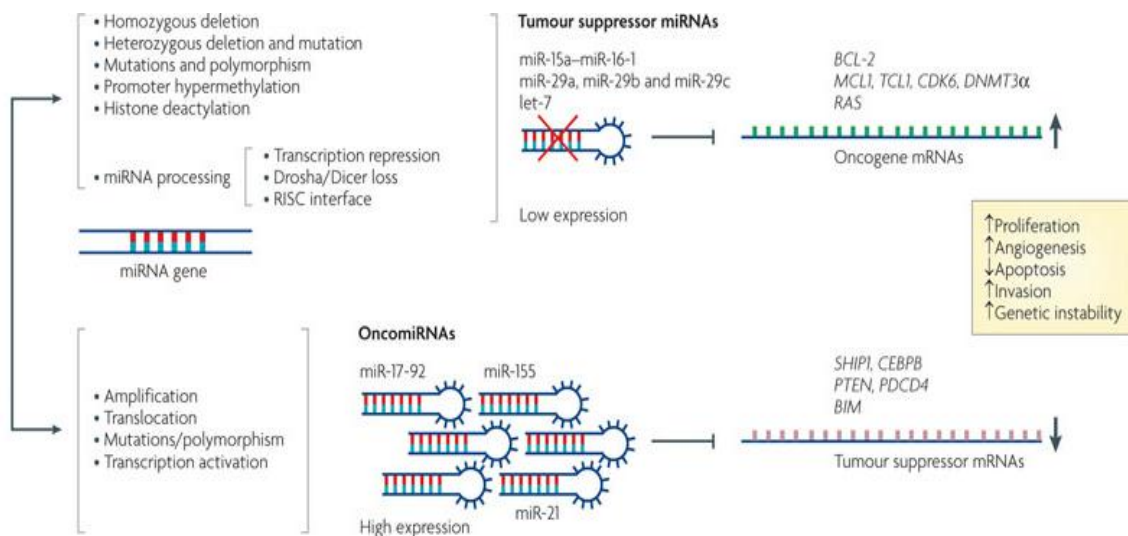 • Homozygous deletion
• Heterozygous deletion and mutation
• Mutations and polymorphism
• Promoter hypermethylation
• Histone deactylation
• miRNA processing
• Transcription repression
• Drosha/Dicer loss
• RISC interface
miRNA gene
Tumour suppressor miRNAs
miR-15a–miR-16-1
miR-29a, miR-29b and miR-29c
let-7
Low expression
BCL-2
MCL1, TCL1, CDK6, DNMT3α
RAS
Oncogene mRNAs
↑Proliferation
↑Angiogenesis
↓Apoptosis
↑Invasion
↑Genetic instability
• Amplification
• Translocation
• Mutations/polymorphism
• Transcription activation
OncomiRNAs
miR-17-92
miR-155
miR-21
High expression
SHIP1, CEBPB
PTEN, PDCD4
BIM
Tumour suppressor mRNAs